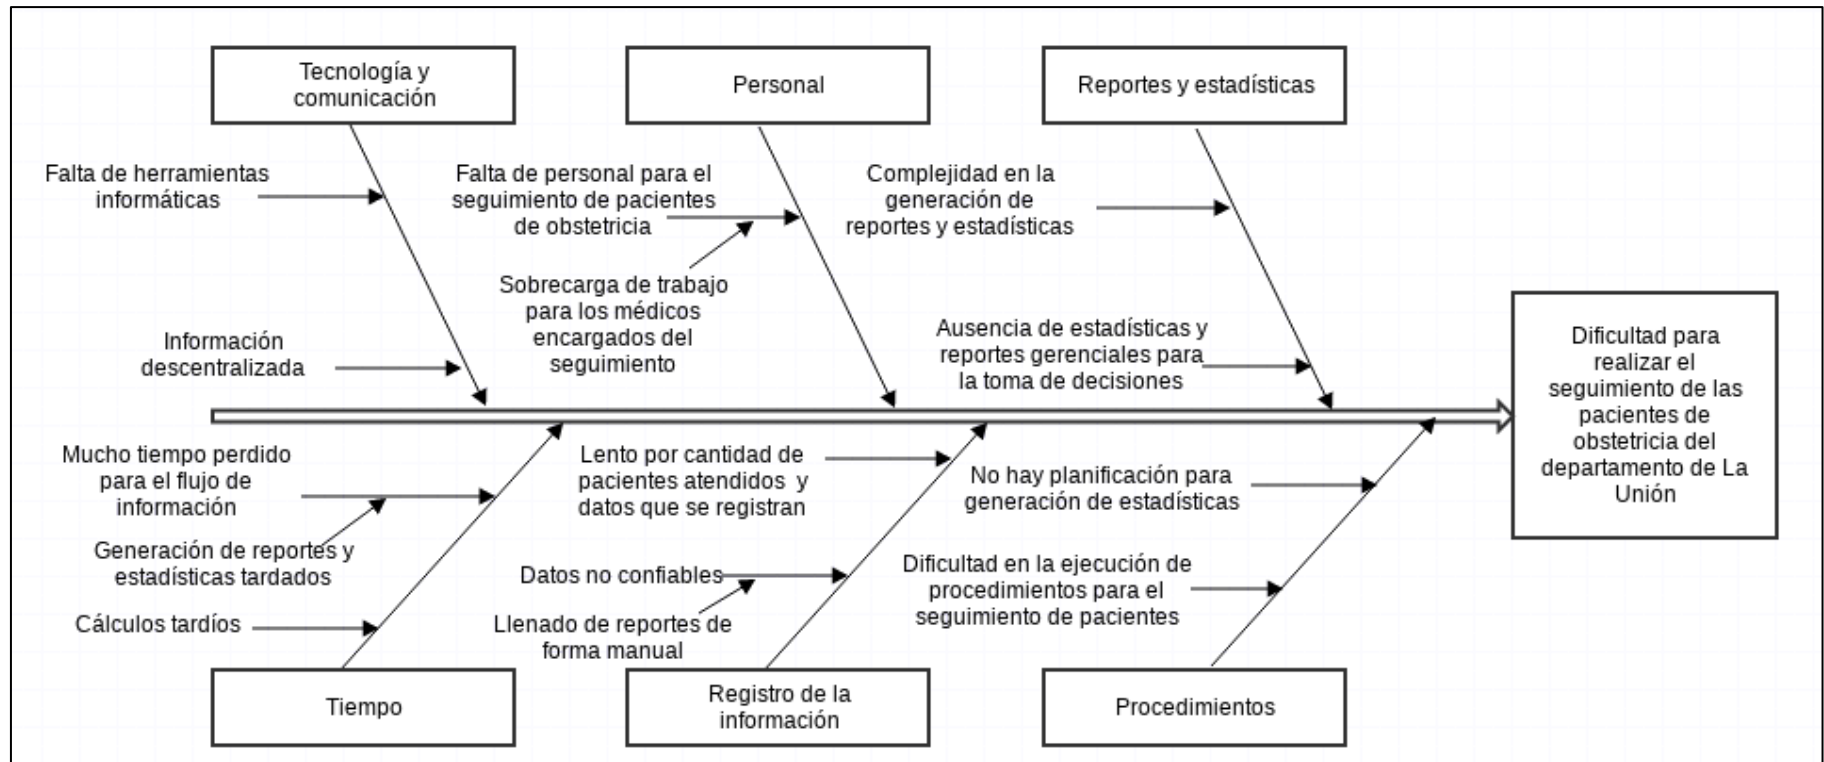 Tecnología y
comunicación
Personal
Reportes y estadísticas
Falta de herramientas
informáticas
Información
descentralizada
Falta de personal para el
seguimiento de pacientes
de obstetricia
Sobrecarga de trabajo
para los médicos
encargados del
seguimiento
Complejidad en la
generación de
reportes y estadísticas
Ausencia de estadísticas y
reportes gerenciales para
la toma de decisiones
Dificultad para
realizar el
seguimiento de las
pacientes de
obstetricia del
departamento de La
Unión
Mucho tiempo perdido
para el flujo de
información
Generación de reportes y
estadísticas tardados
Cálculos tardíos
Lento por cantidad de
pacientes atendidos y
datos que se registran
Datos no confiables
Llenado de reportes de
forma manual
No hay planificación para
generación de estadísticas
Dificultad en la ejecución de
procedimientos para el
seguimiento de pacientes
Tiempo
Registro de la
información
Procedimientos